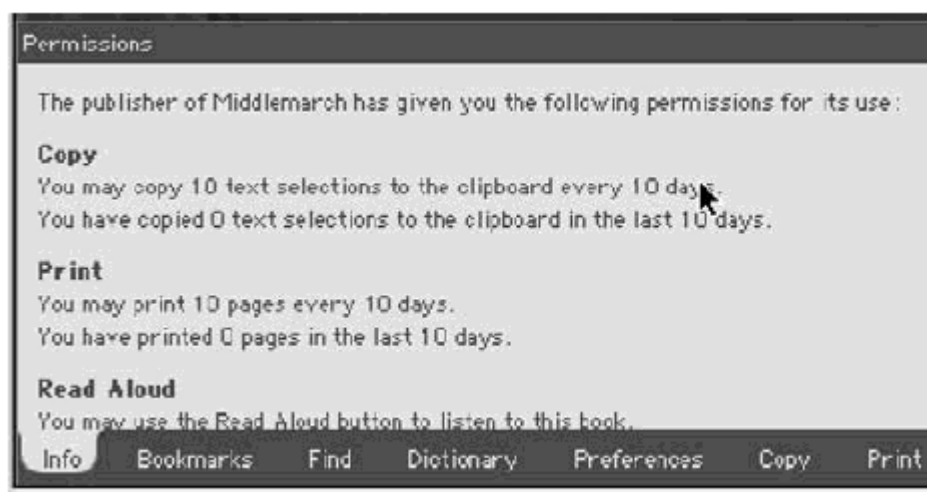 Permissions
The publisher of Middlemarch has given you the following permissions for its use:
Copy
You may copy 10 text selections to the clipboard every 10 days.
You have copied 0 text selections to the clipboard in the last 10 days.
Print
You may print 10 pages every 10 days.
You have printed 0 pages in the last 10 days.
Read Aloud
You may use the Read Aloud button to listen to this book.
Info Bookmarks Find Dictionary Preferences Copy Print